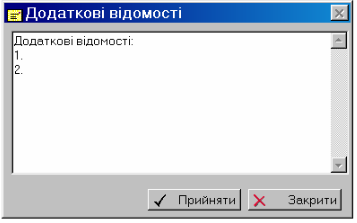 Додаткові відомості
Додаткові відомості:
1.
2.
Прийняти
Закрити